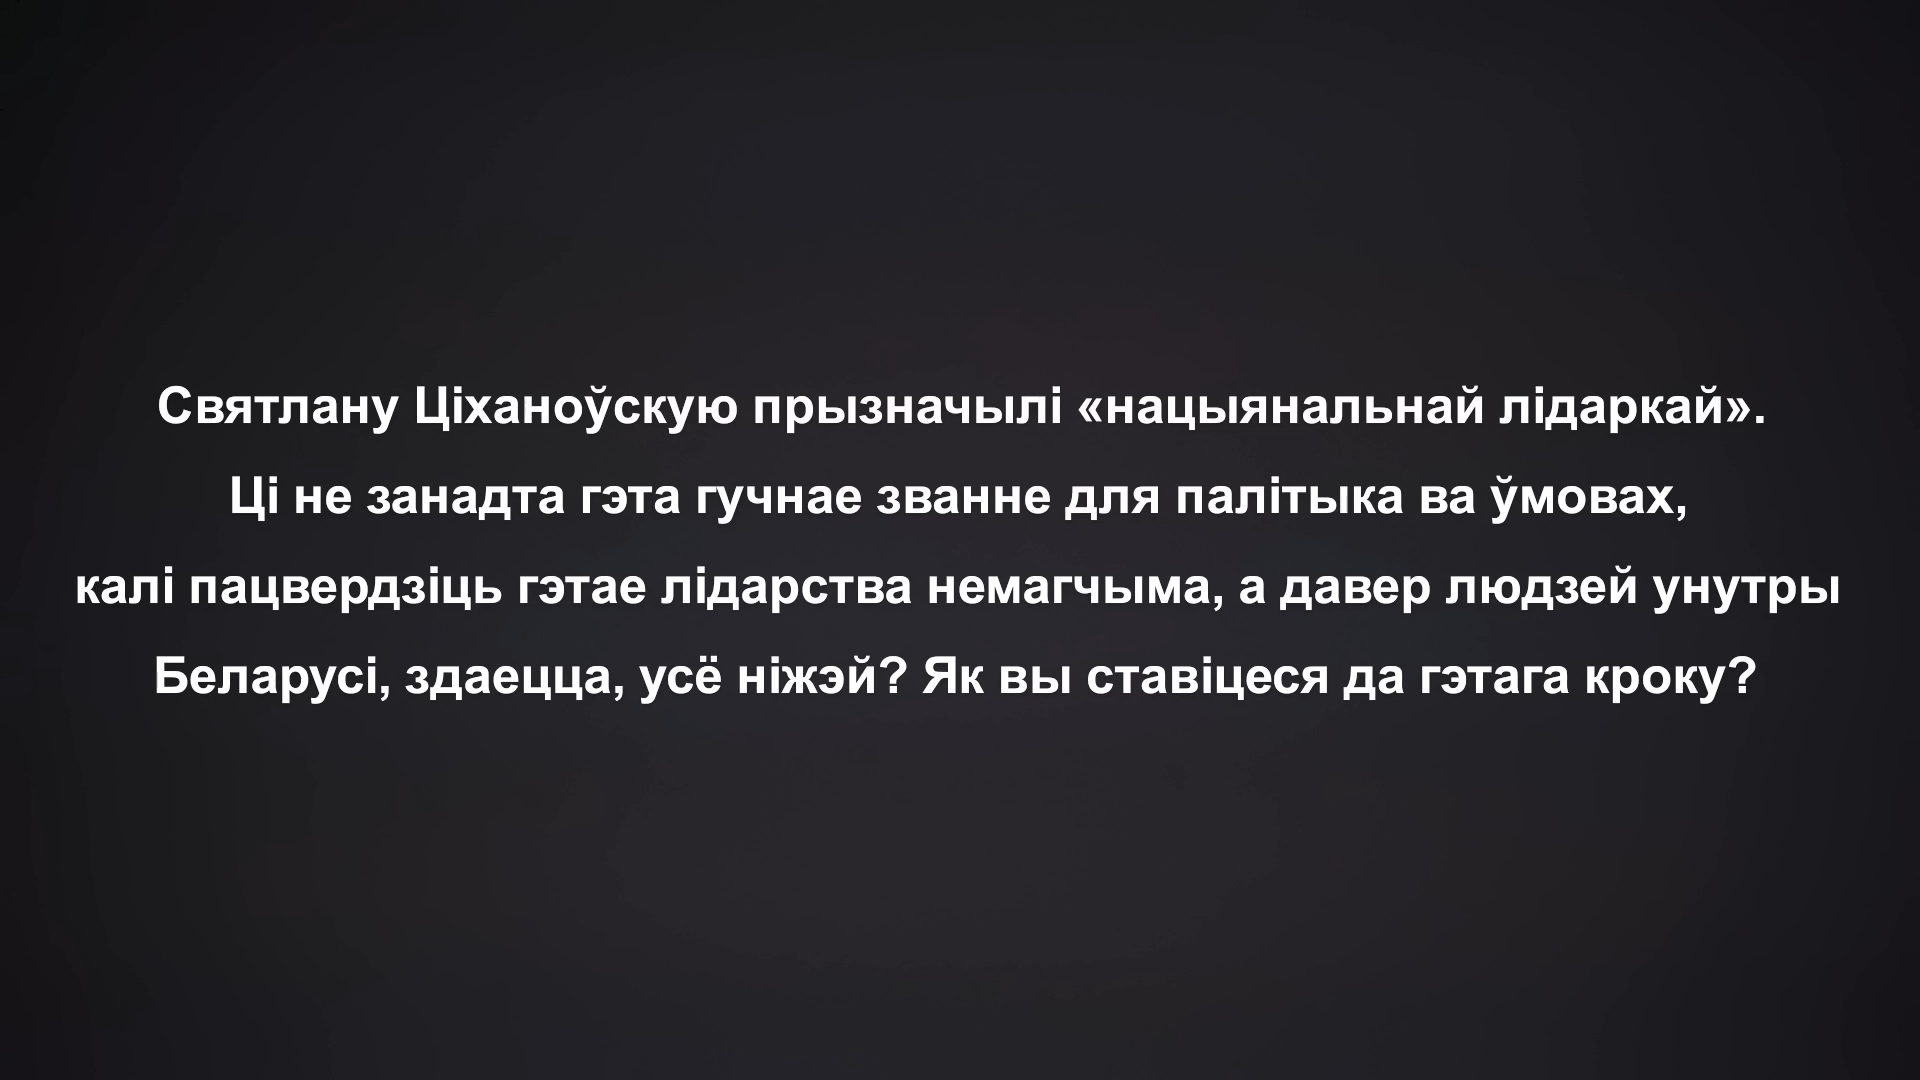 Святлану Ціханоўскую прызначылі «нацыянальнай лідаркай».
Ці не занадта гэта гучнае званне для палітыка ва ўмовах,
калі пацвердзіць гэтае лідарства немагчыма, а давер людзей унутры
Беларусі, здаецца, усё ніжэй? Як вы ставіцеся да гэтага кроку?